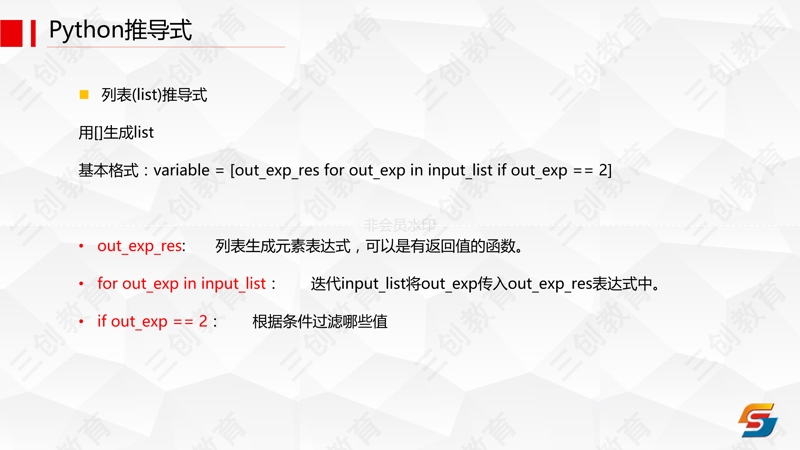 Python推导式
列表(list)推导式
用[]生成list
基本格式：variable = [out_exp_res for out_exp in input_list if out_exp == 2]
非会员水印
• out_exp_res: 列表生成元素表达式，可以是有返回值的函数。
• for out_exp in input_list： 迭代input_list将out_exp传入out_exp_res表达式中。
• if out_exp == 2： 根据条件过滤哪些值
三创教育